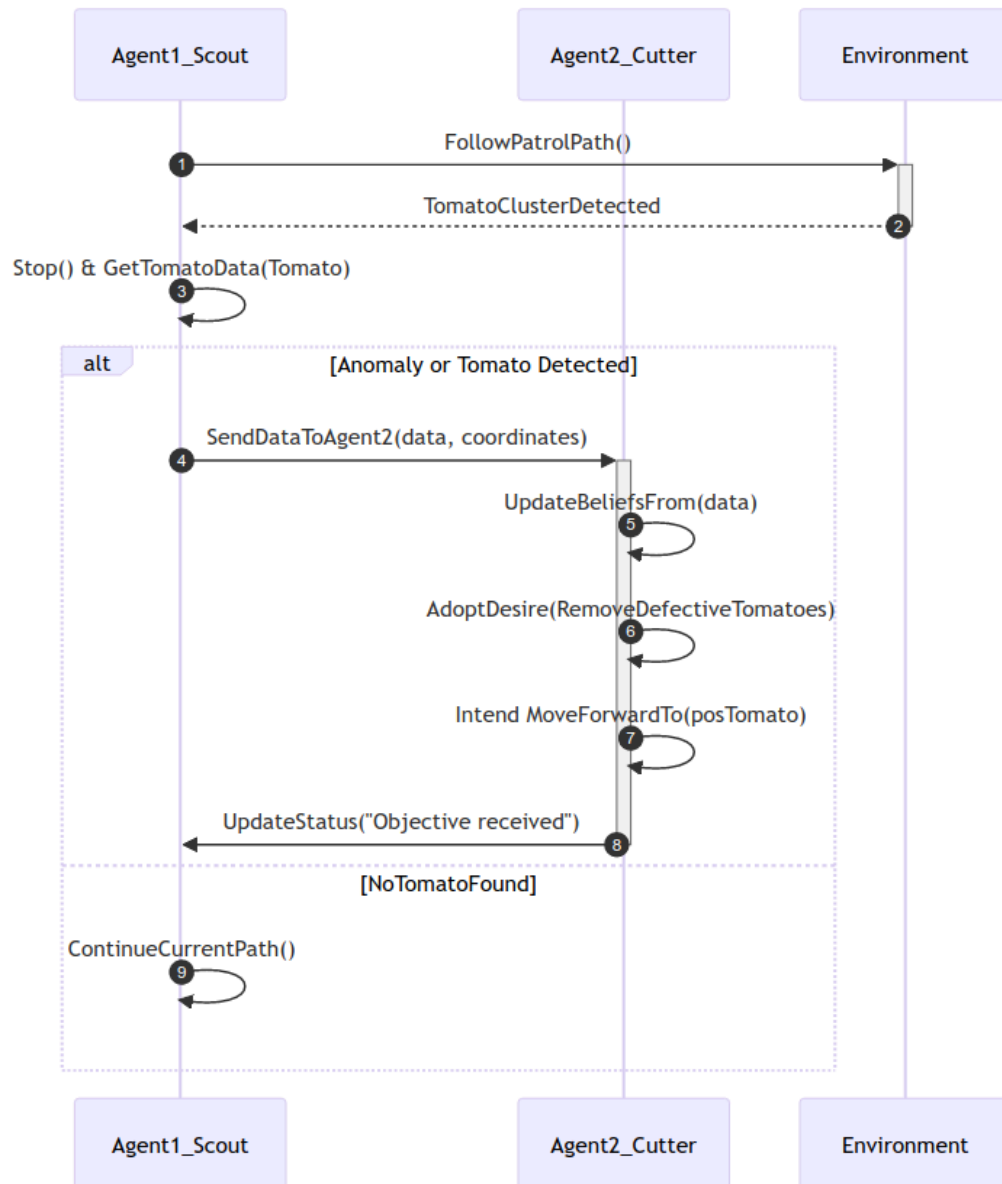 Agent1_Scout
Agent2_Cutter
Environment
FollowPatrolPath()
1
TomatoClusterDetected
2
Stop() & GetTomatoData(Tomato)
3
alt
[Anomaly or Tomato Detected]
SendDataToAgent2(data, coordinates)
4
UpdateBeliefsFrom(data)
5
AdoptDesire(RemoveDefectiveTomatoes)
6
Intend MoveForwardTo(posTomato)
7
UpdateStatus("Objective received")
8
[NoTomatoFound]
ContinueCurrentPath()
9
Agent1_Scout
Agent2_Cutter
Environment